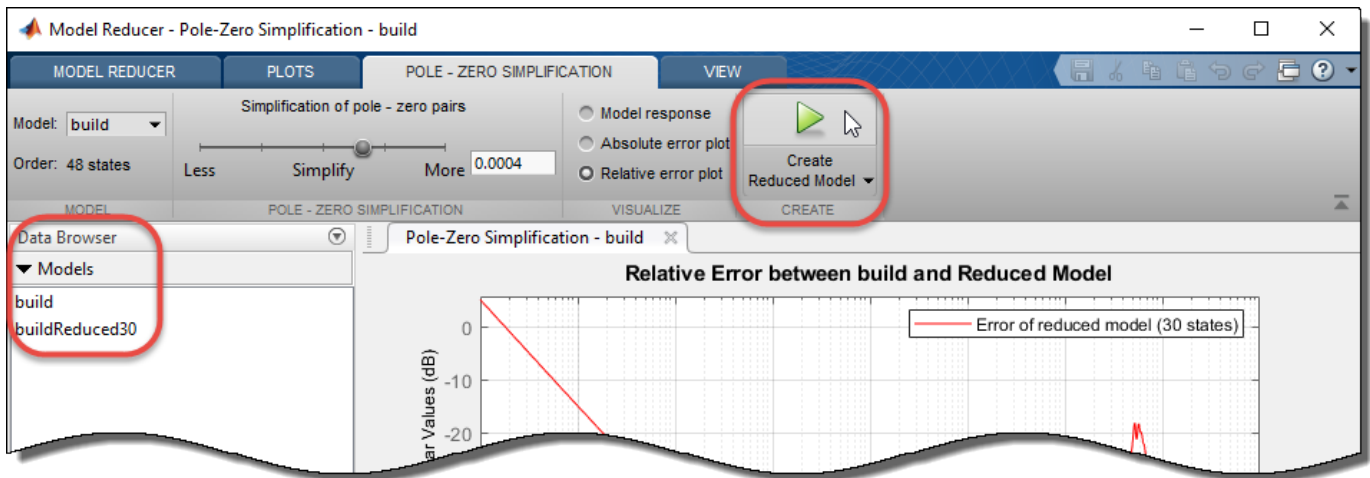 Model Reducer - Pole-Zero Simplification - build
MODEL REDUCER PLOTS POLE - ZERO SIMPLIFICATION VIEW
Model: build
Order: 48 states
Simplification of pole - zero pairs
Less Simplify More 0.0004
Model response
Absolute error plot
Relative error plot
Create
Reduced Model
MODEL POLE - ZERO SIMPLIFICATION VISUALIZE CREATE
Data Browser
Models
build
buildReduced30
Pole-Zero Simplification - build
Relative Error between build and Reduced Model
Error of reduced model (30 states)
0
-10
-20
ar Values (dB)